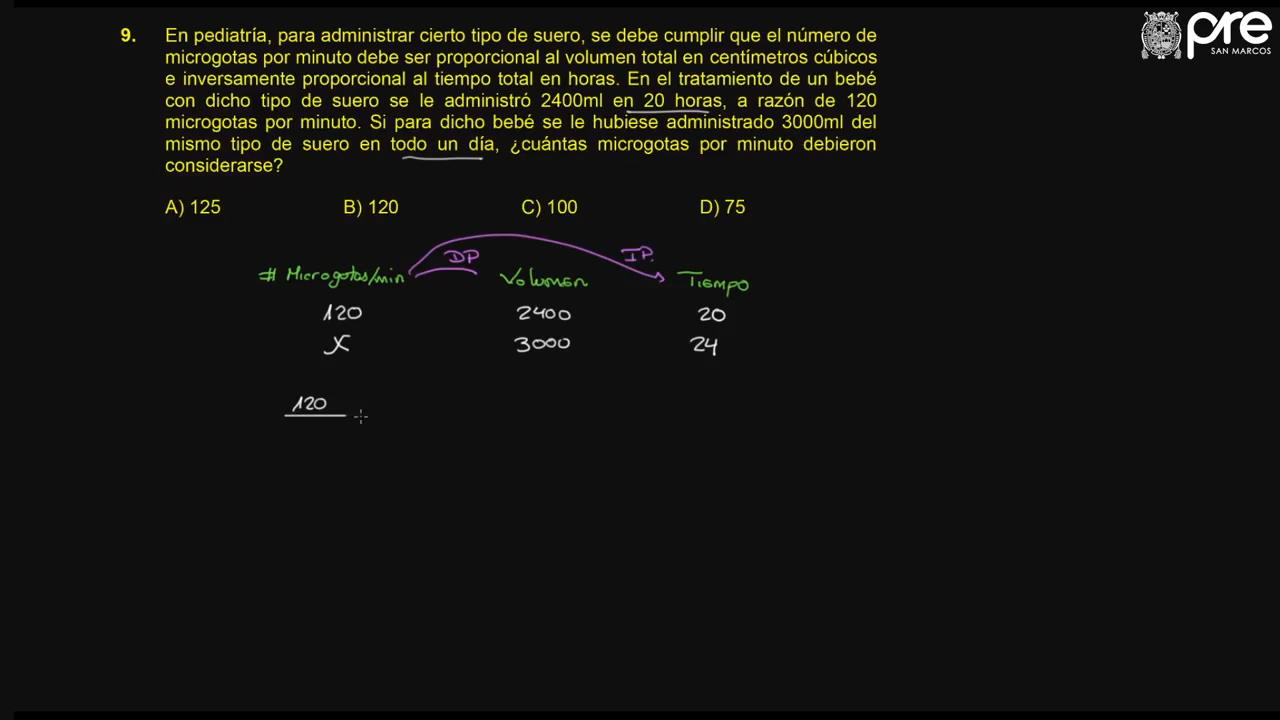 pre
SAN MARCOS
9. En pediatría, para administrar cierto tipo de suero, se debe cumplir que el número de
microgotas por minuto debe ser proporcional al volumen total en centímetros cúbicos
e inversamente proporcional al tiempo total en horas. En el tratamiento de un bebé
con dicho tipo de suero se le administró 2400ml en 20 horas, a razón de 120
microgotas por minuto. Si para dicho bebé se le hubiese administrado 3000ml del
mismo tipo de suero en todo un día, ¿cuántas microgotas por minuto debieron
considerarse?
A) 125 B) 120 C) 100 D) 75
DP IP.
# Microgotas/min Volumen Tiempo
120 2400 20
X 3000 24
120